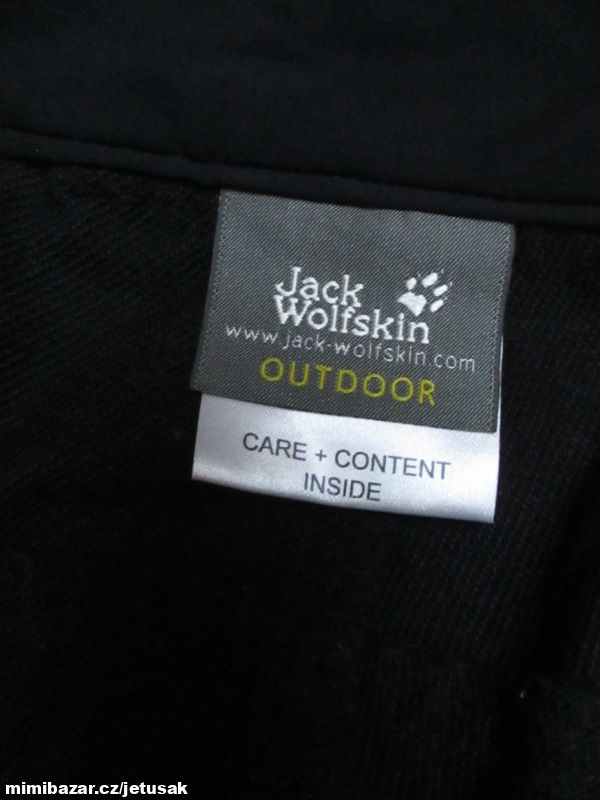 Jack
Wolfskin
www.jack-wolfskin.com
OUTDOOR
CARE + CONTENT
INSIDE
mimibazar.cz/jetusak